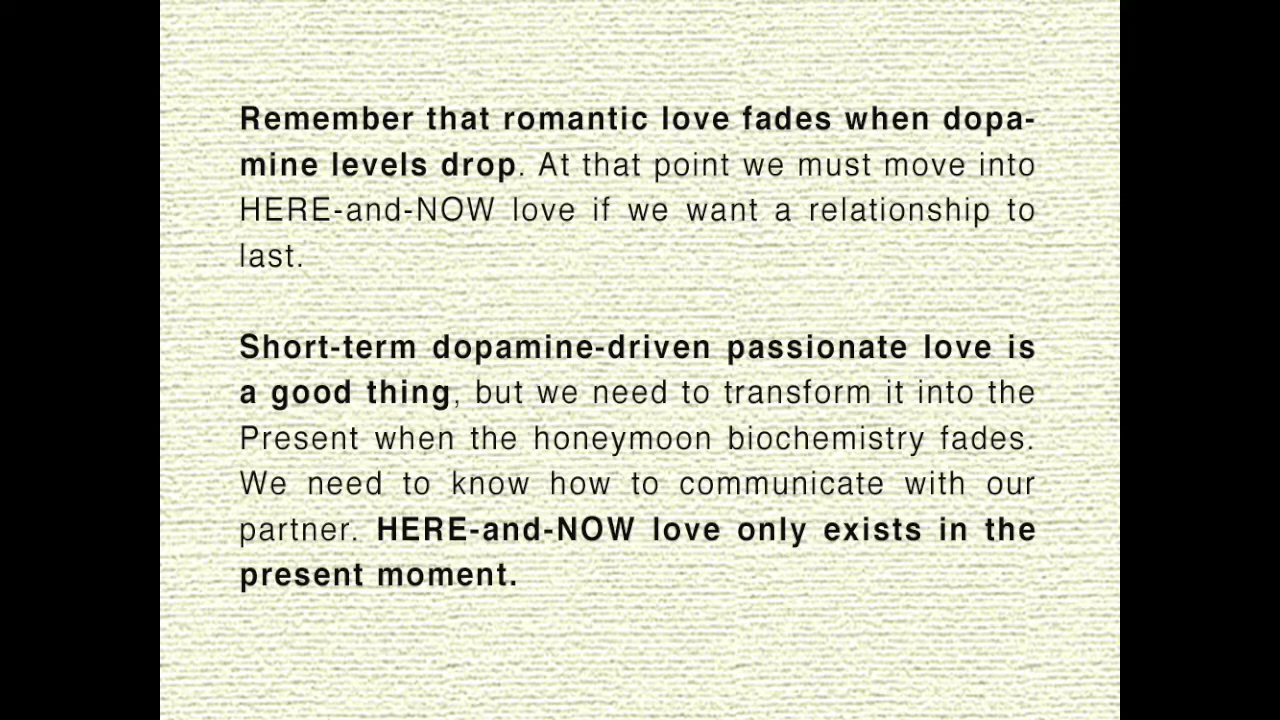 Remember that romantic love fades when dopa-
mine levels drop. At that point we must move into
HERE-and-NOW love if we want a relationship to
last.
Short-term dopamine-driven passionate love is
a good thing, but we need to transform it into the
Present when the honeymoon biochemistry fades.
We need to know how to communicate with our
partner. HERE-and-NOW love only exists in the
present moment.